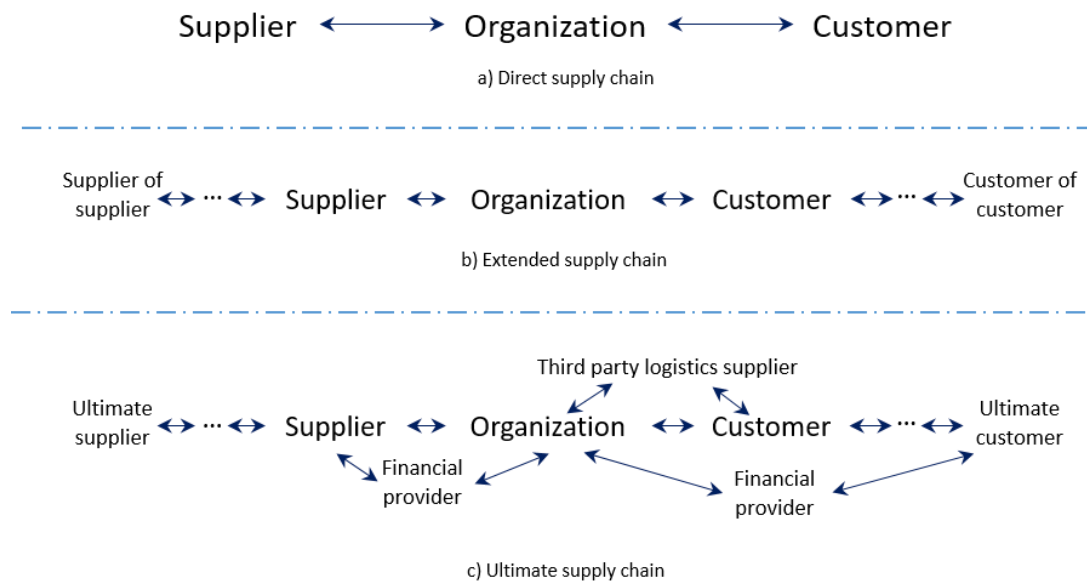 Supplier Organization Customer
a) Direct supply chain
Supplier of
supplier
... Supplier Organization Customer ...
Customer of
customer
b) Extended supply chain
Third party logistics supplier
Ultimate
supplier
... Supplier Organization Customer ...
Ultimate
customer
Financial
provider
Financial
provider
c) Ultimate supply chain